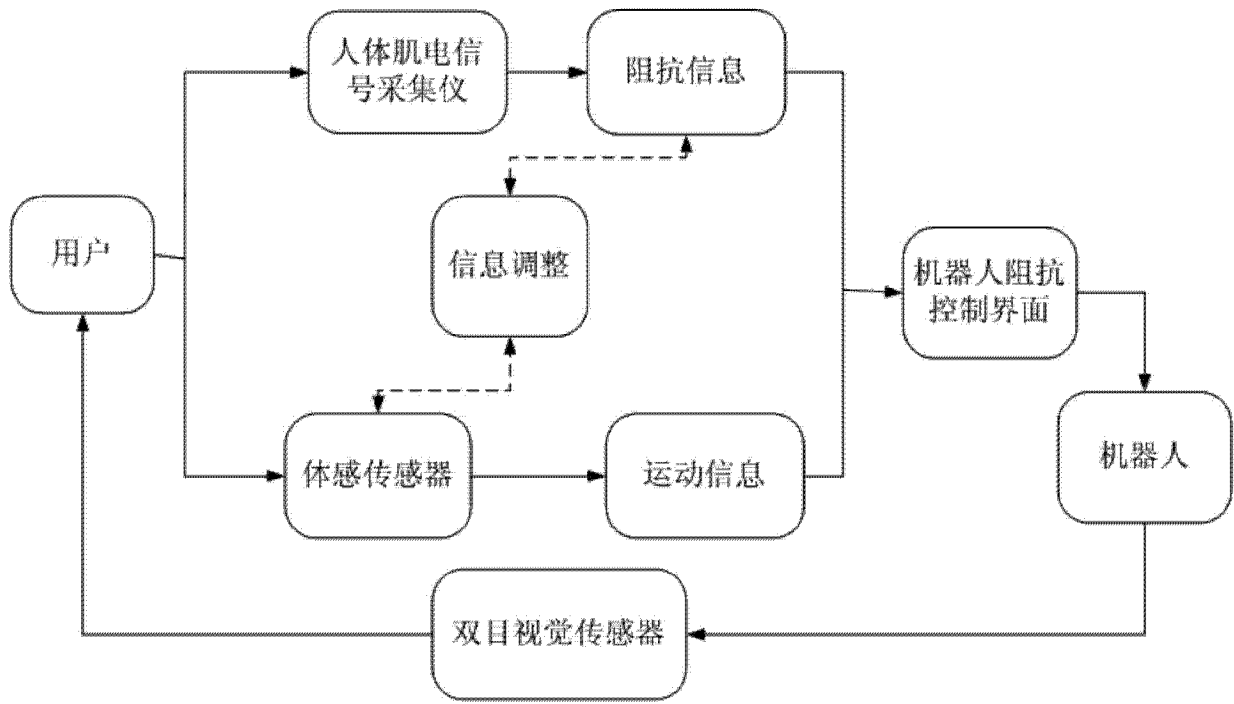 人体肌电信
号采集仪
阻抗信息
用户
信息调整
机器人阻抗
控制界面
体感传感器
运动信息
机器人
双目视觉传感器